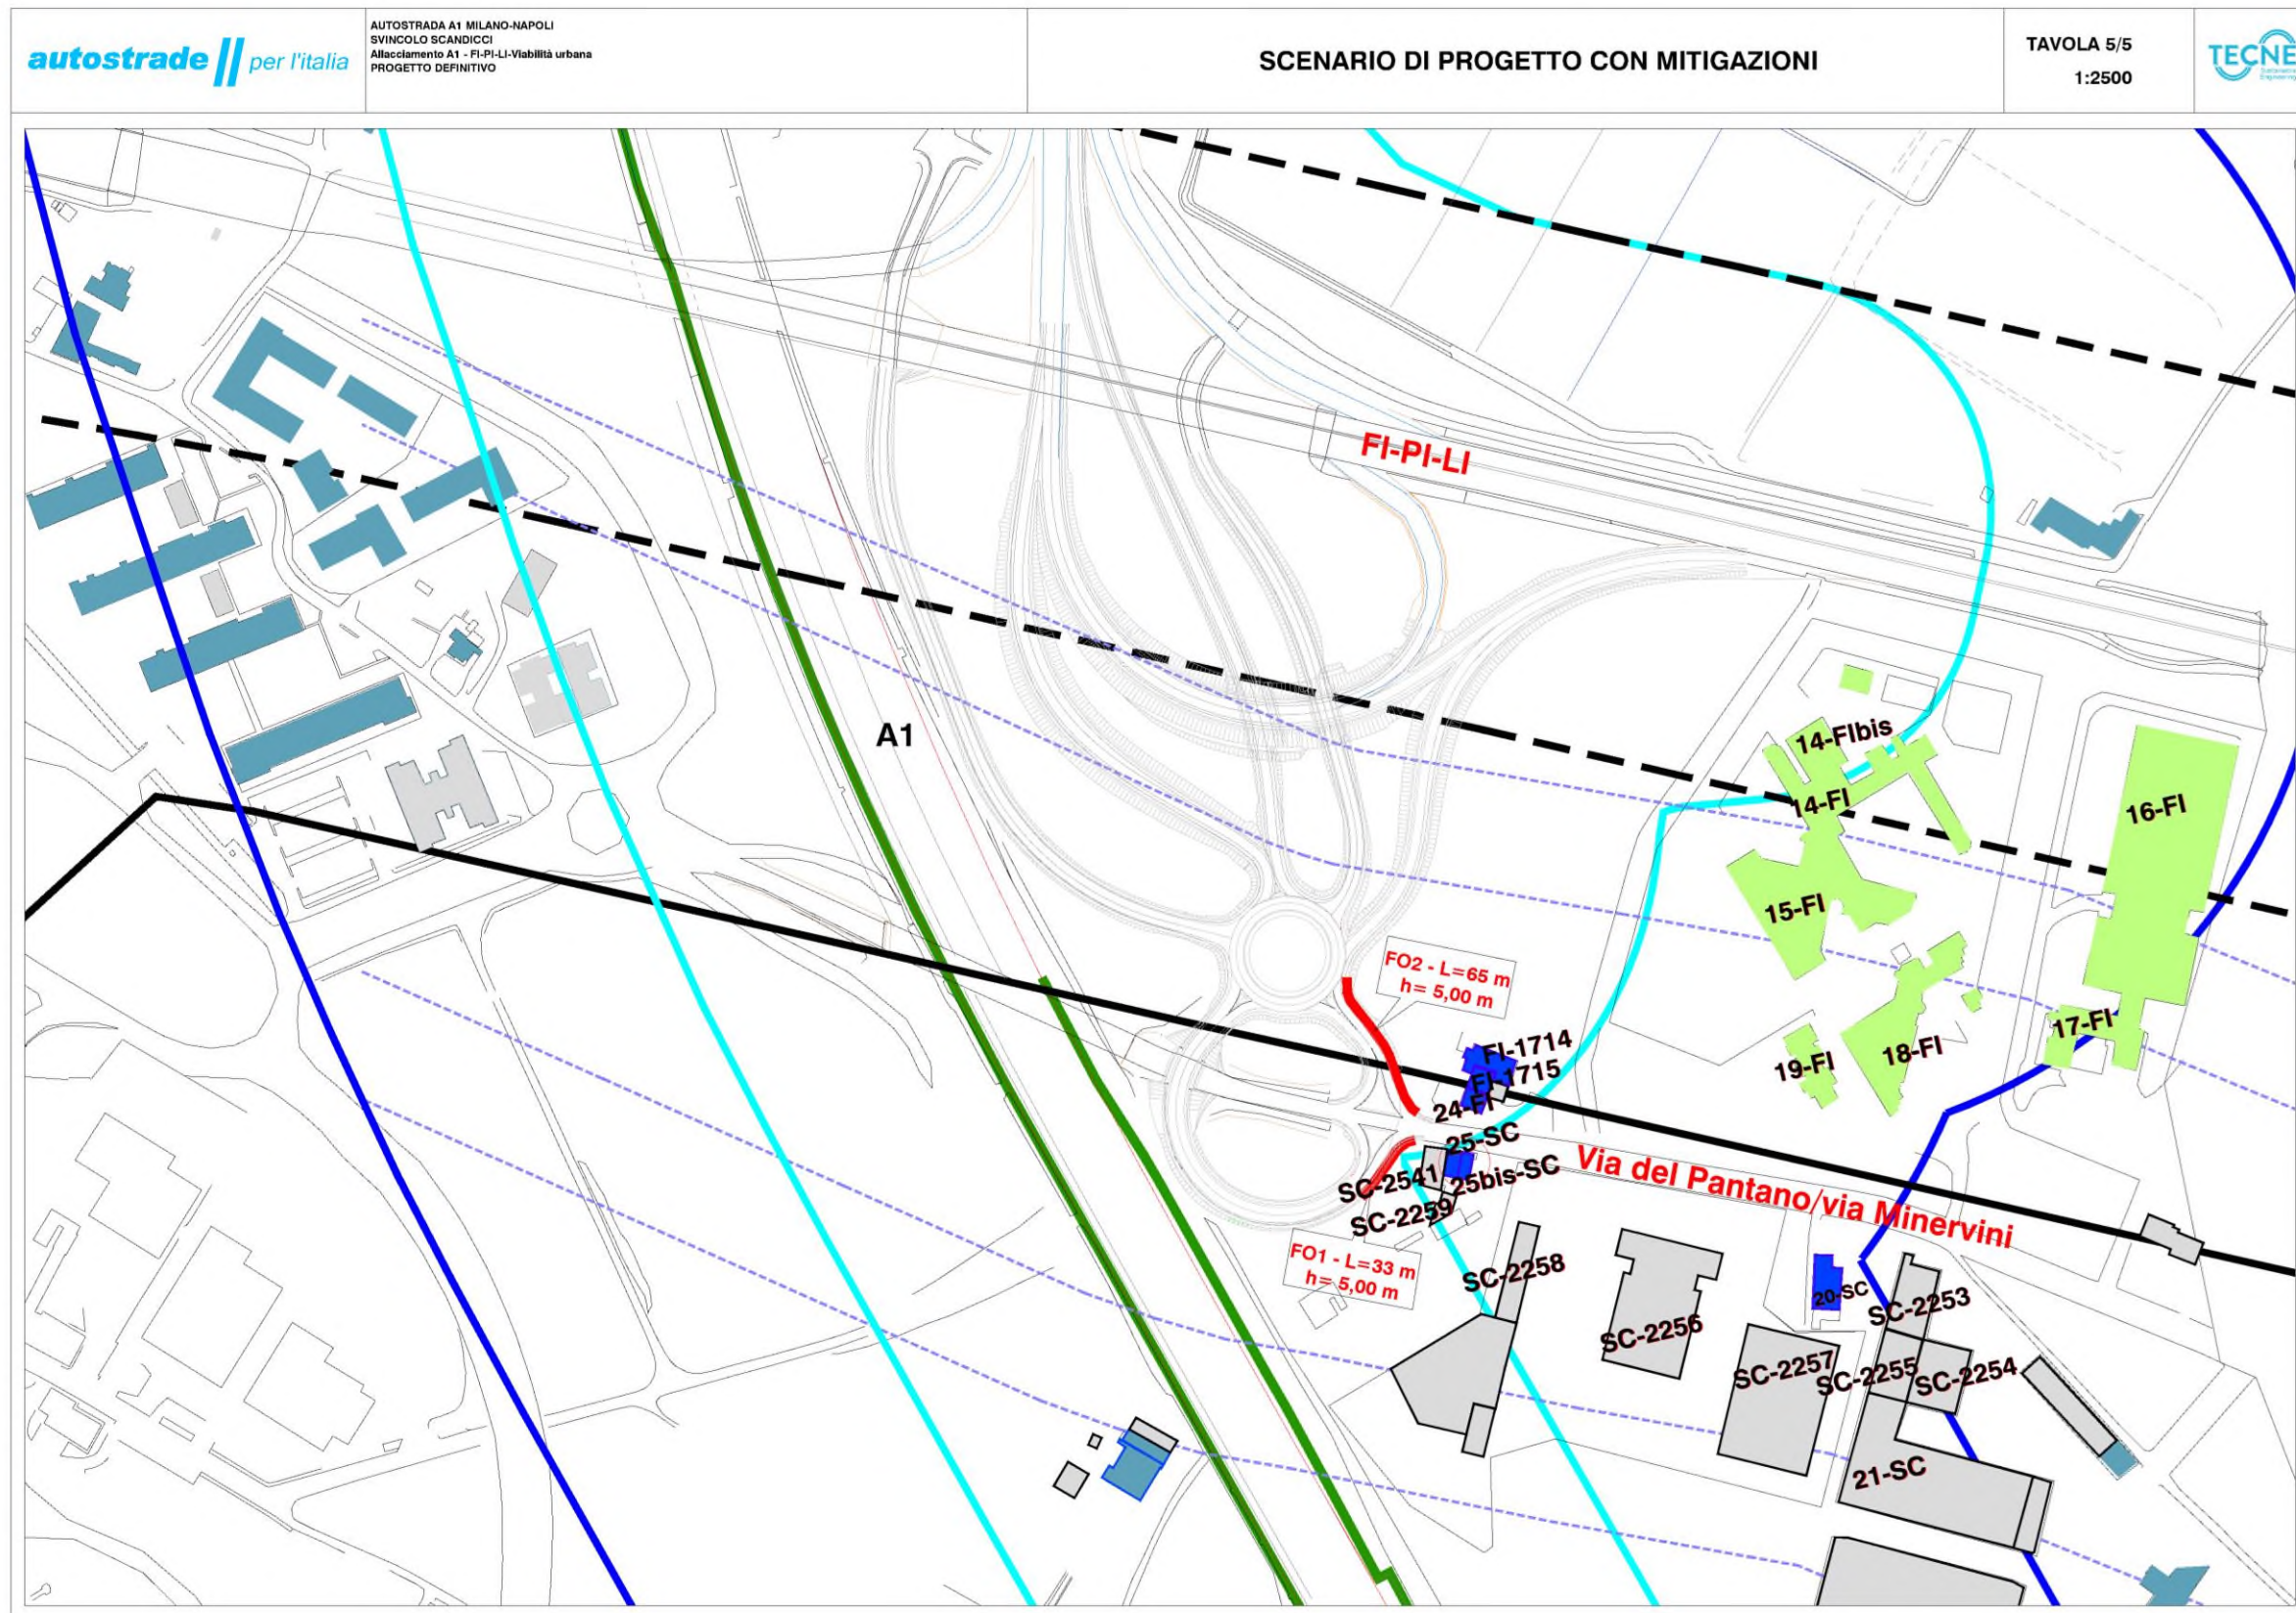 autostrade per l'italia
AUTOSTRADA A1 MILANO-NAPOLI
SVINCOLO SCANDICCI
Allacciamento A1 - FI-PI-LI-Viabilità urbana
PROGETTO DEFINITIVO
SCENARIO DI PROGETTO CON MITIGAZIONI
TAVOLA 5/5
1:2500
TECNE
FI-PI-LI
A1
14-FIbis
14-FI
16-FI
15-FI
FO2 - L=65 m
h= 5,00 m
17-FI
FI-1714
18-FI
19-FI
FI-1715
24-FI
25-SC
Via del Pantano/via Minervini
SC-2541
25bis-SC
SC-2259
FO1 - L=33 m
h= 5,00 m
SC-2258
20-SC
SC-2253
SC-2256
SC-2257
SC-2255
SC-2254
21-SC